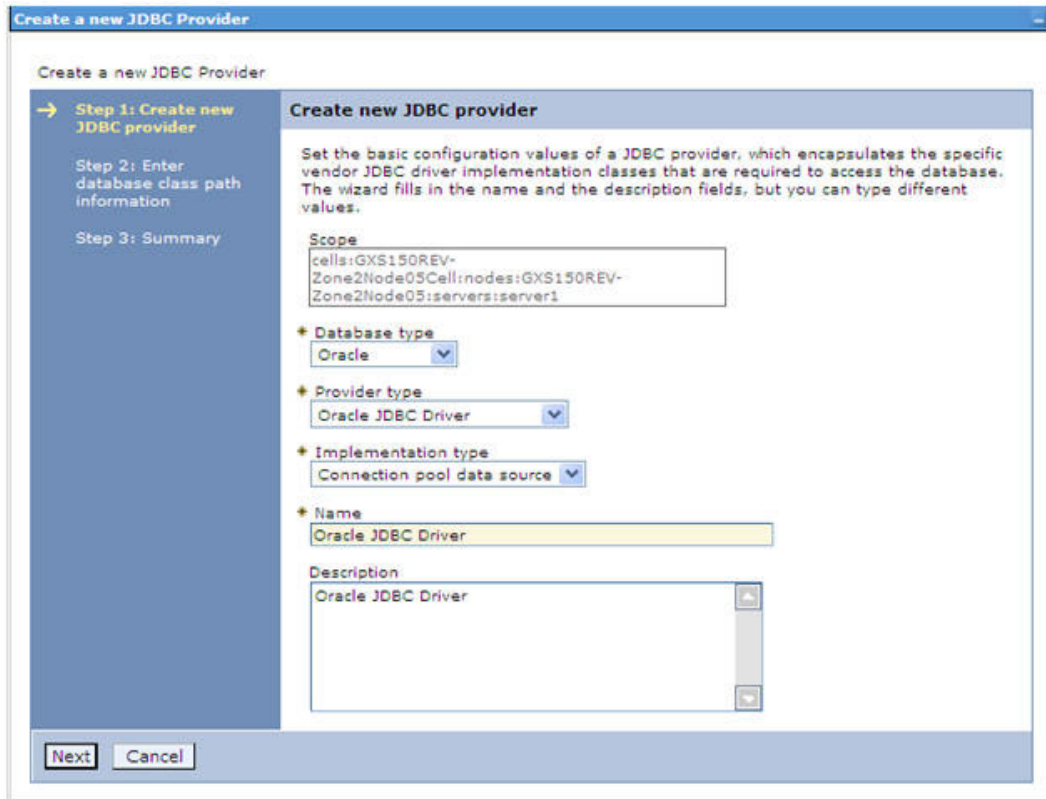 Create a new JDBC Provider
Create a new JDBC Provider
Step 1: Create new
JDBC provider
Step 2: Enter
database class path
information
Step 3: Summary
Create new JDBC provider
Set the basic configuration values of a JDBC provider, which encapsulates the specific
vendor JDBC driver implementation classes that are required to access the database.
The wizard fills in the name and the description fields, but you can type different
values.
Scope
cells:GXS150REV-
Zone2Node05Cell:nodes:GXS150REV-
Zone2Node05:servers:server1
Database type
Oracle
Provider type
Oracle JDBC Driver
Implementation type
Connection pool data source
Name
Oracle JDBC Driver
Description
Oracle JDBC Driver
Next
Cancel